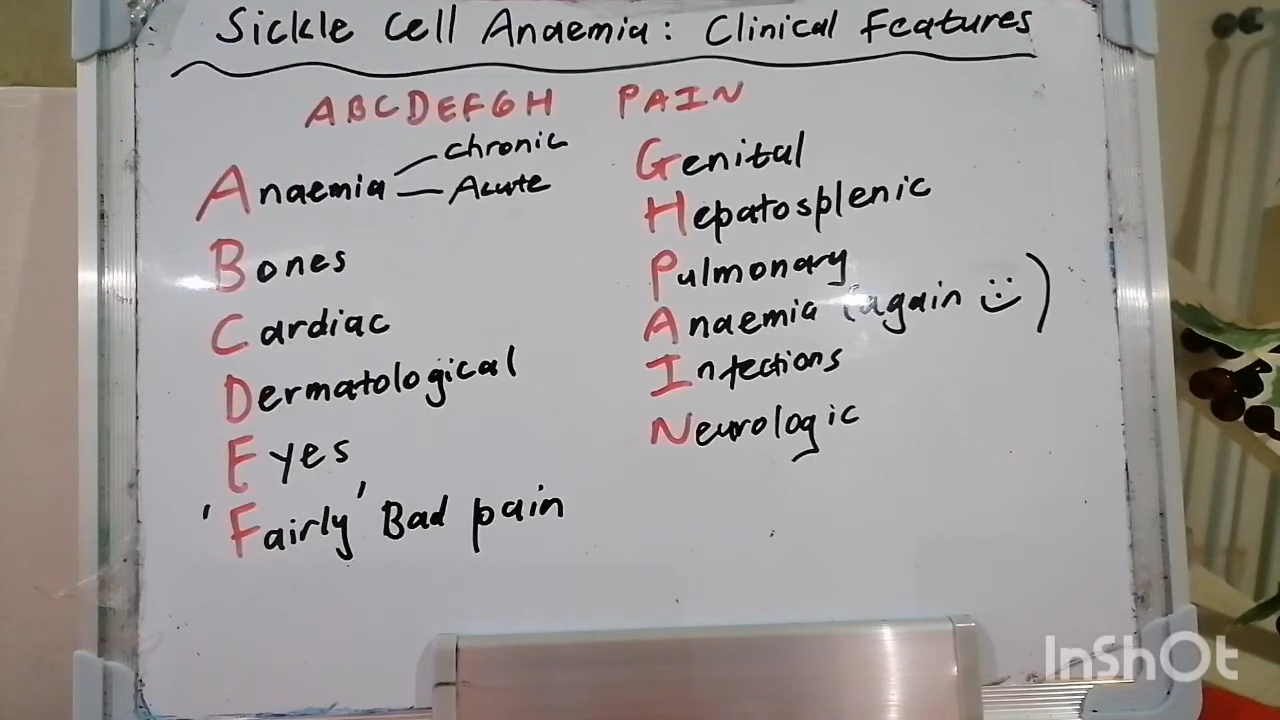 Sickle Cell Anaemia: Clinical Features
ABCDEFGH PAIN
Anaemia chronic
Acute
Bones
Cardiac
Dermatological
Eyes
'Fairly' Bad pain
Genital
Hepatosplenic
Pulmonary
Anaemia (again :))
Infections
Neurologic
InShOt